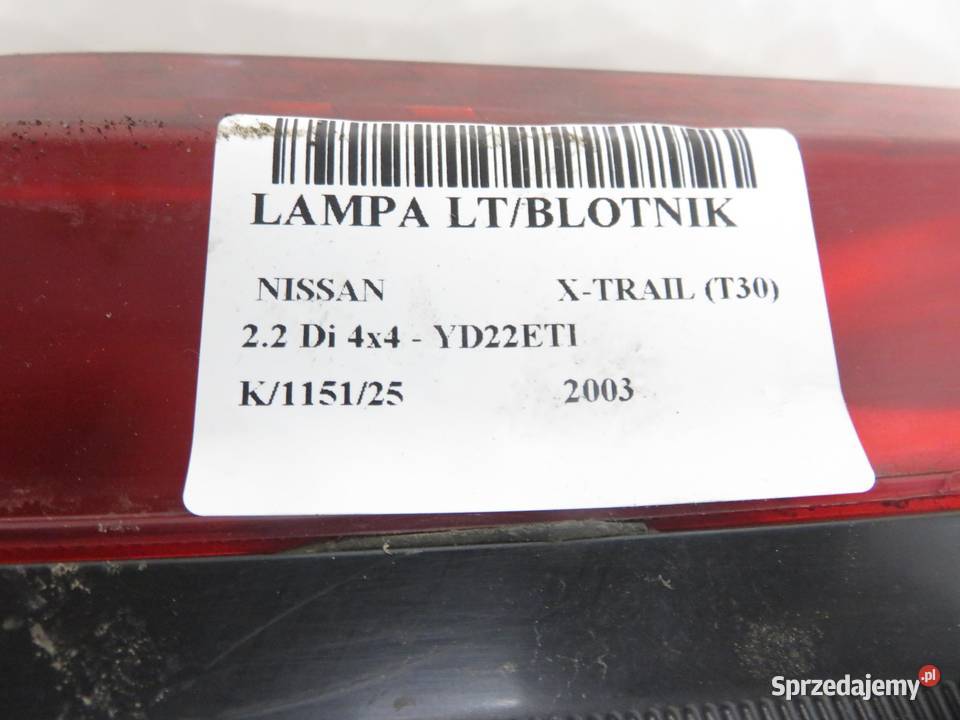 LAMPA LT/BLOTNIK
NISSAN X-TRAIL (T30)
2.2 Di 4x4 - YD22ETI
K/1151/25 2003
Sprzedajemy.pl